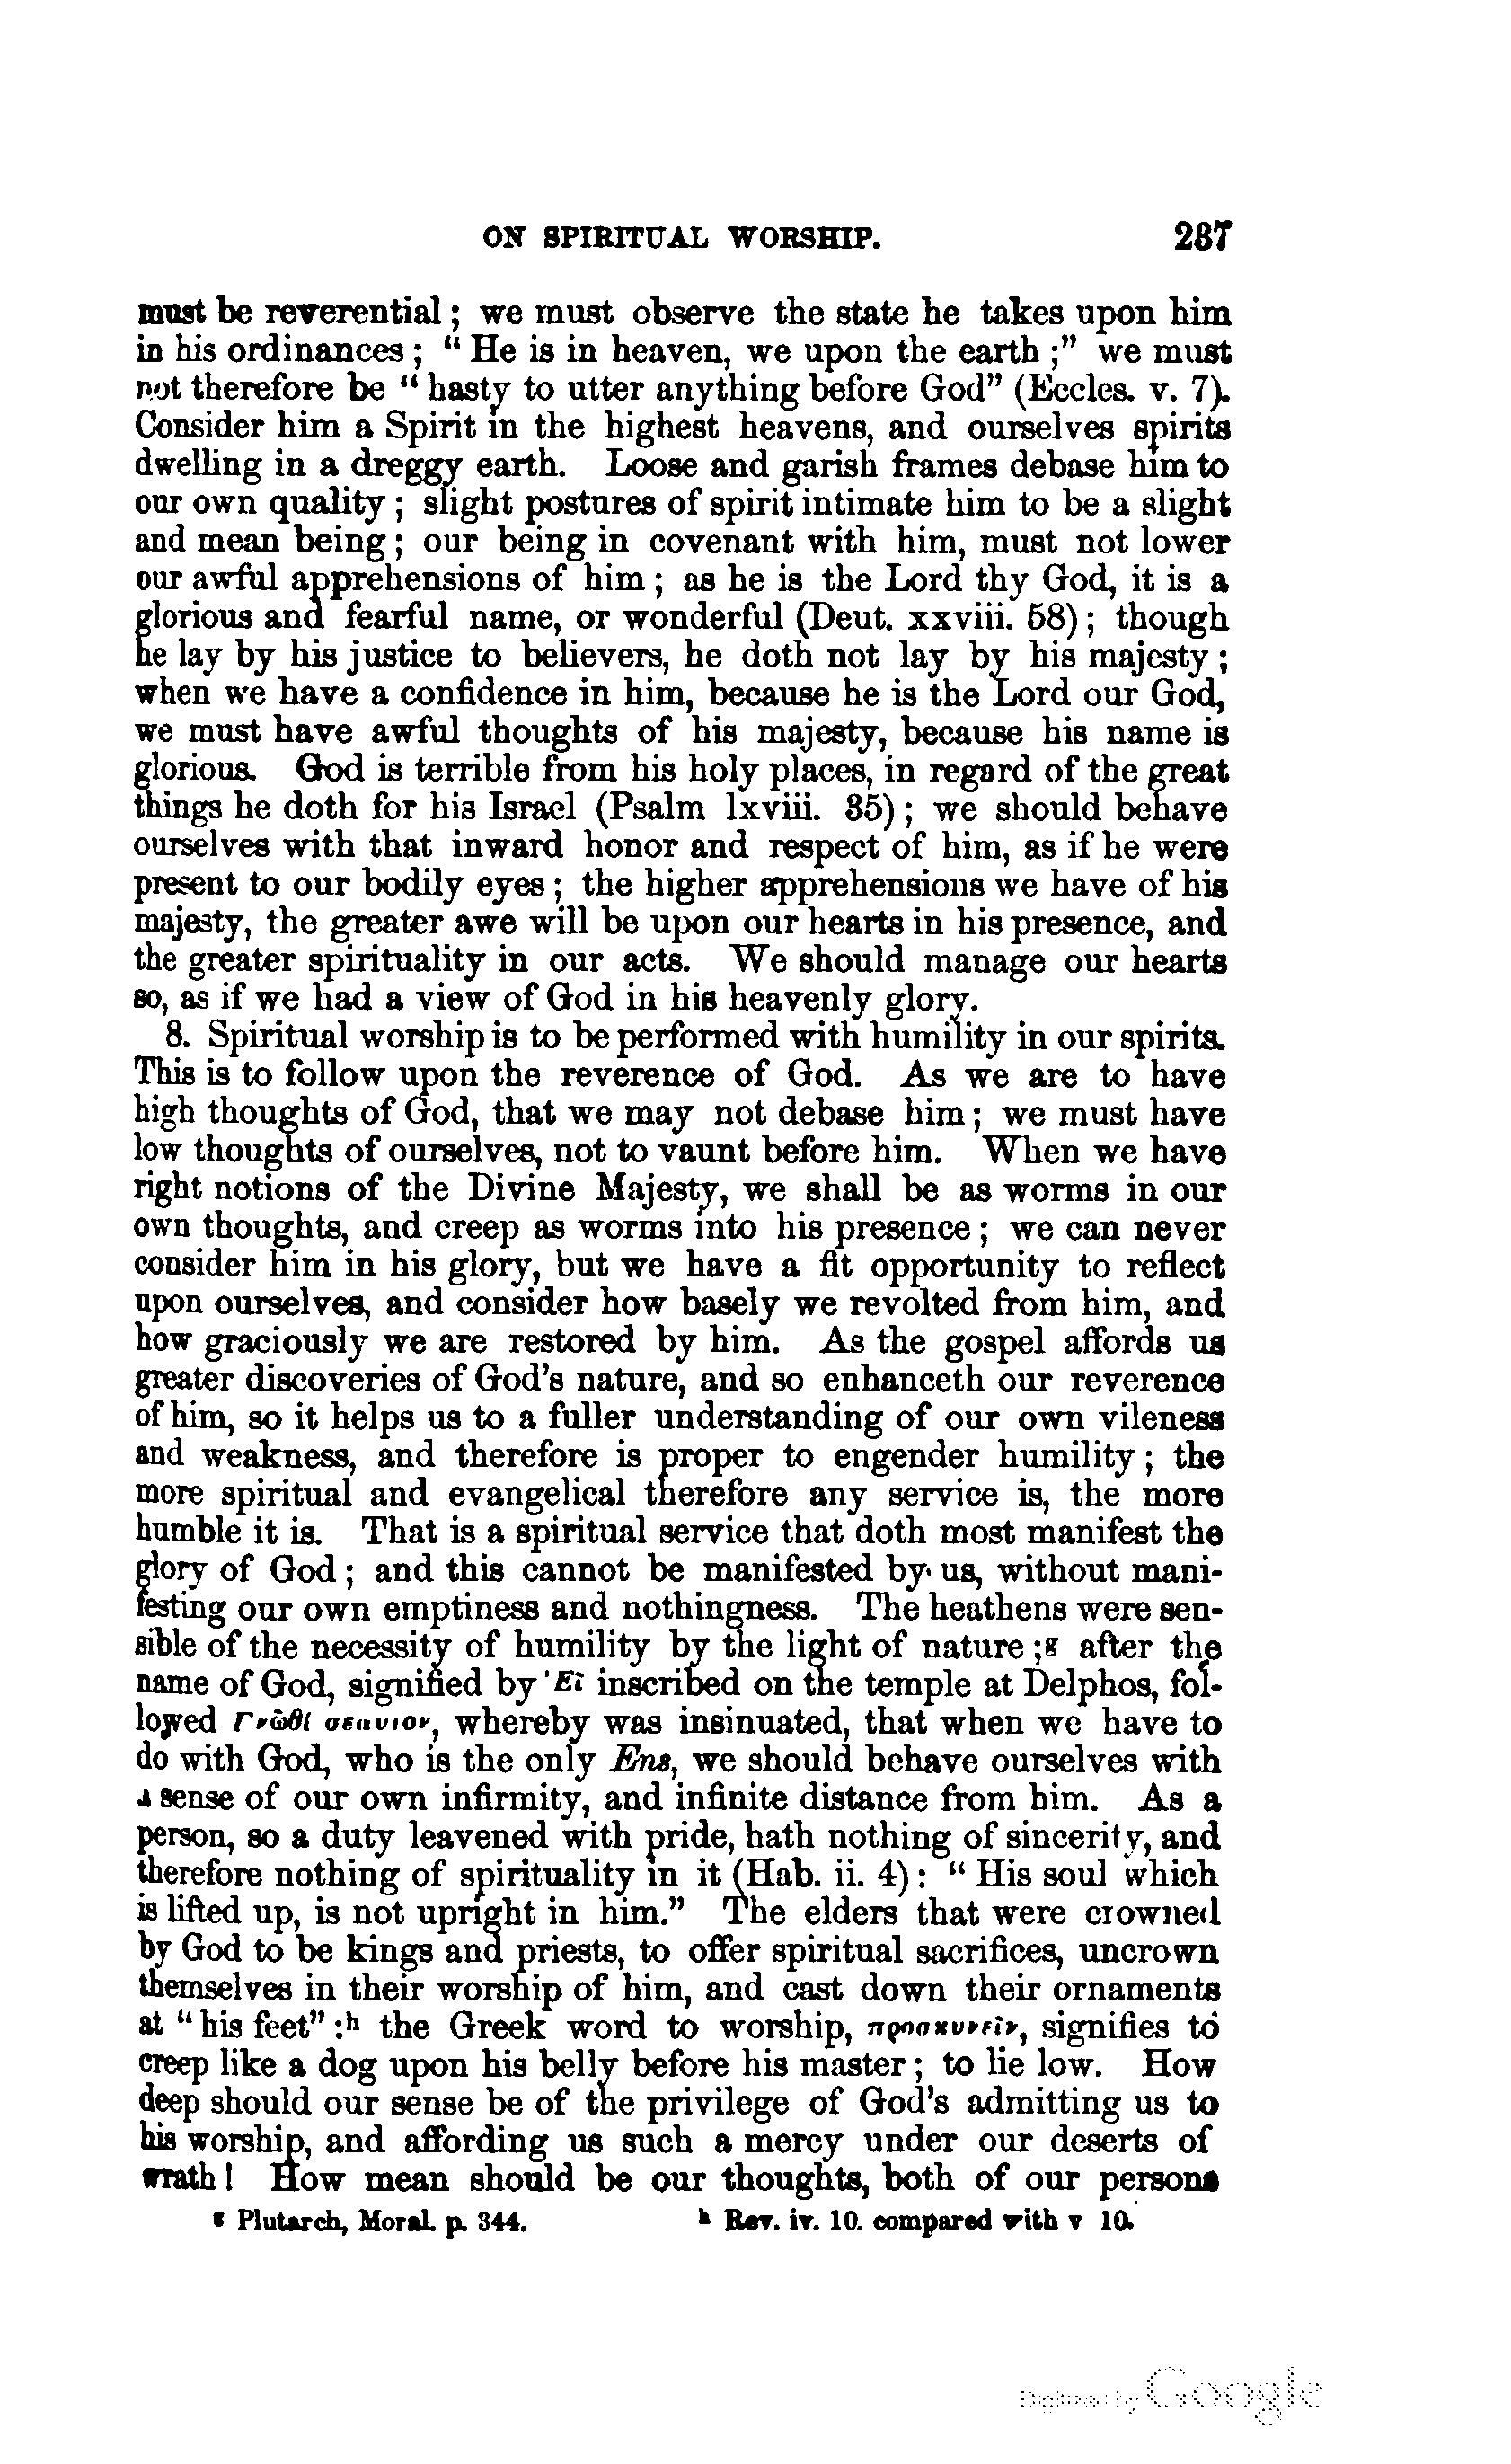 ON SPIRITUAL WORSHIP. 237
must be reverential; we must observe the state he takes upon him
in his ordinances; "He is in heaven, we upon the earth;" we must
not therefore be "hasty to utter anything before God" (Eccles. v. 7).
Consider him a Spirit in the highest heavens, and ourselves spirits
dwelling in a dreggy earth. Loose and garish frames debase him to
our own quality; slight postures of spirit intimate him to be a slight
and mean being; our being in covenant with him, must not lower
our awful apprehensions of him; as he is the Lord thy God, it is a
glorious and fearful name, or wonderful (Deut. xxviii. 58); though
he lay by his justice to believers, he doth not lay by his majesty;
when we have a confidence in him, because he is the Lord our God,
we must have awful thoughts of his majesty, because his name is
glorious. God is terrible from his holy places, in regard of the great
things he doth for his Israel (Psalm lxviii. 35); we should behave
ourselves with that inward honor and respect of him, as if he were
present to our bodily eyes; the higher apprehensions we have of his
majesty, the greater awe will be upon our hearts in his presence, and
the greater spirituality in our acts. We should manage our hearts
so, as if we had a view of God in his heavenly glory.
8. Spiritual worship is to be performed with humility in our spirits.
This is to follow upon the reverence of God. As we are to have
high thoughts of God, that we may not debase him; we must have
low thoughts of ourselves, not to vaunt before him. When we have
right notions of the Divine Majesty, we shall be as worms in our
own thoughts, and creep as worms into his presence; we can never
consider him in his glory, but we have a fit opportunity to reflect
upon ourselves, and consider how basely we revolted from him, and
how graciously we are restored by him. As the gospel affords us
greater discoveries of God's nature, and so enhanceth our reverence
of him, so it helps us to a fuller understanding of our own vileness
and weakness, and therefore is proper to engender humility; the
more spiritual and evangelical therefore any service is, the more
humble it is. That is a spiritual service that doth most manifest the
glory of God; and this cannot be manifested by us, without mani-
festing our own emptiness and nothingness. The heathens were sen-
sible of the necessity of humility by the light of nature;g after the
name of God, signified by 'Εῖ inscribed on the temple at Delphos, fol-
lowed Γνῶθι σεαυιον, whereby was insinuated, that when we have to
do with God, who is the only Ens, we should behave ourselves with
a sense of our own infirmity, and infinite distance from him. As a
person, so a duty leavened with pride, hath nothing of sincerity, and
therefore nothing of spirituality in it (Hab. ii. 4): "His soul which
is lifted up, is not upright in him." The elders that were crowned
by God to be kings and priests, to offer spiritual sacrifices, uncrown
themselves in their worship of him, and cast down their ornaments
at "his feet":h the Greek word to worship, προσκυνεῖν, signifies to
creep like a dog upon his belly before his master; to lie low. How
deep should our sense be of the privilege of God's admitting us to
his worship, and affording us such a mercy under our deserts of
wrath! How mean should be our thoughts, both of our persons
g Plutarch, Moral. p. 344. h Rev. iv. 10. compared with v 10.
Digitized by Google